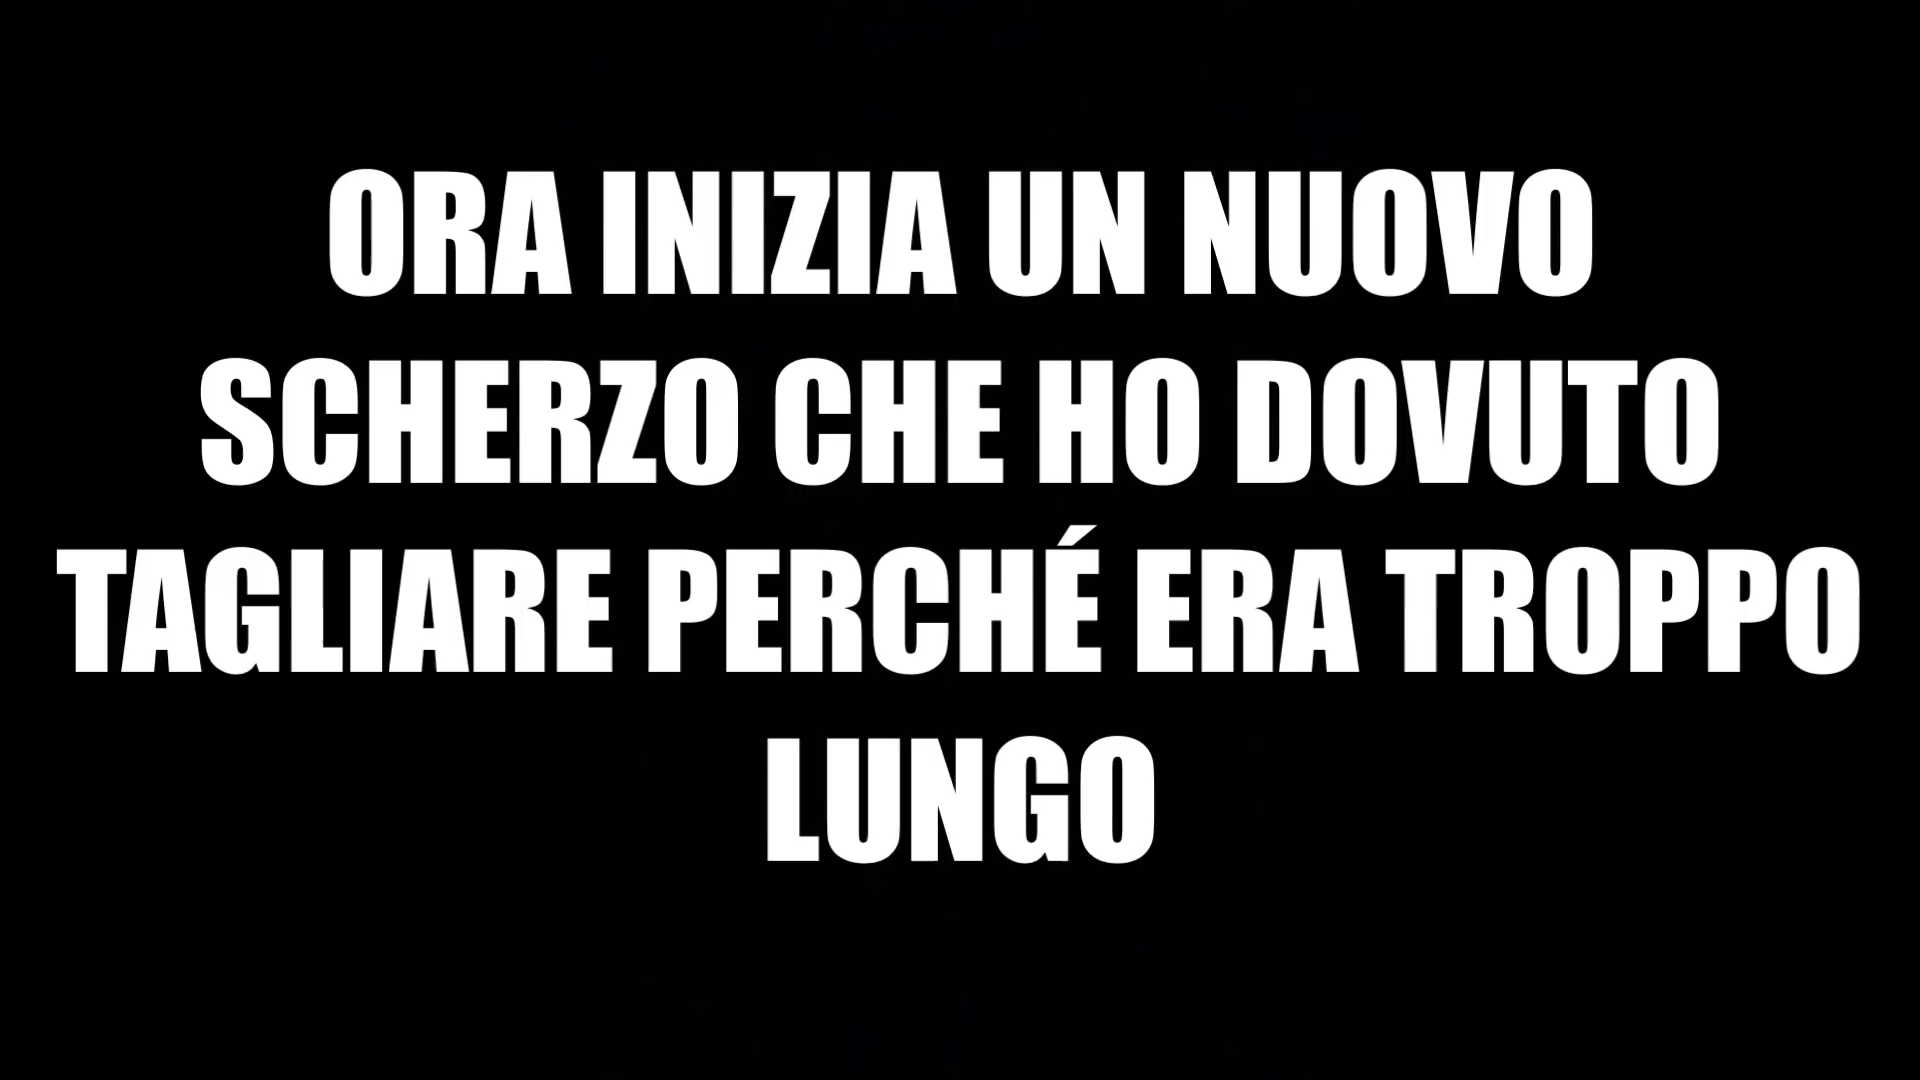 ORA INIZIA UN NUOVO
SCHERZO CHE HO DOVUTO
TAGLIARE PERCHÉ ERA TROPPO
LUNGO